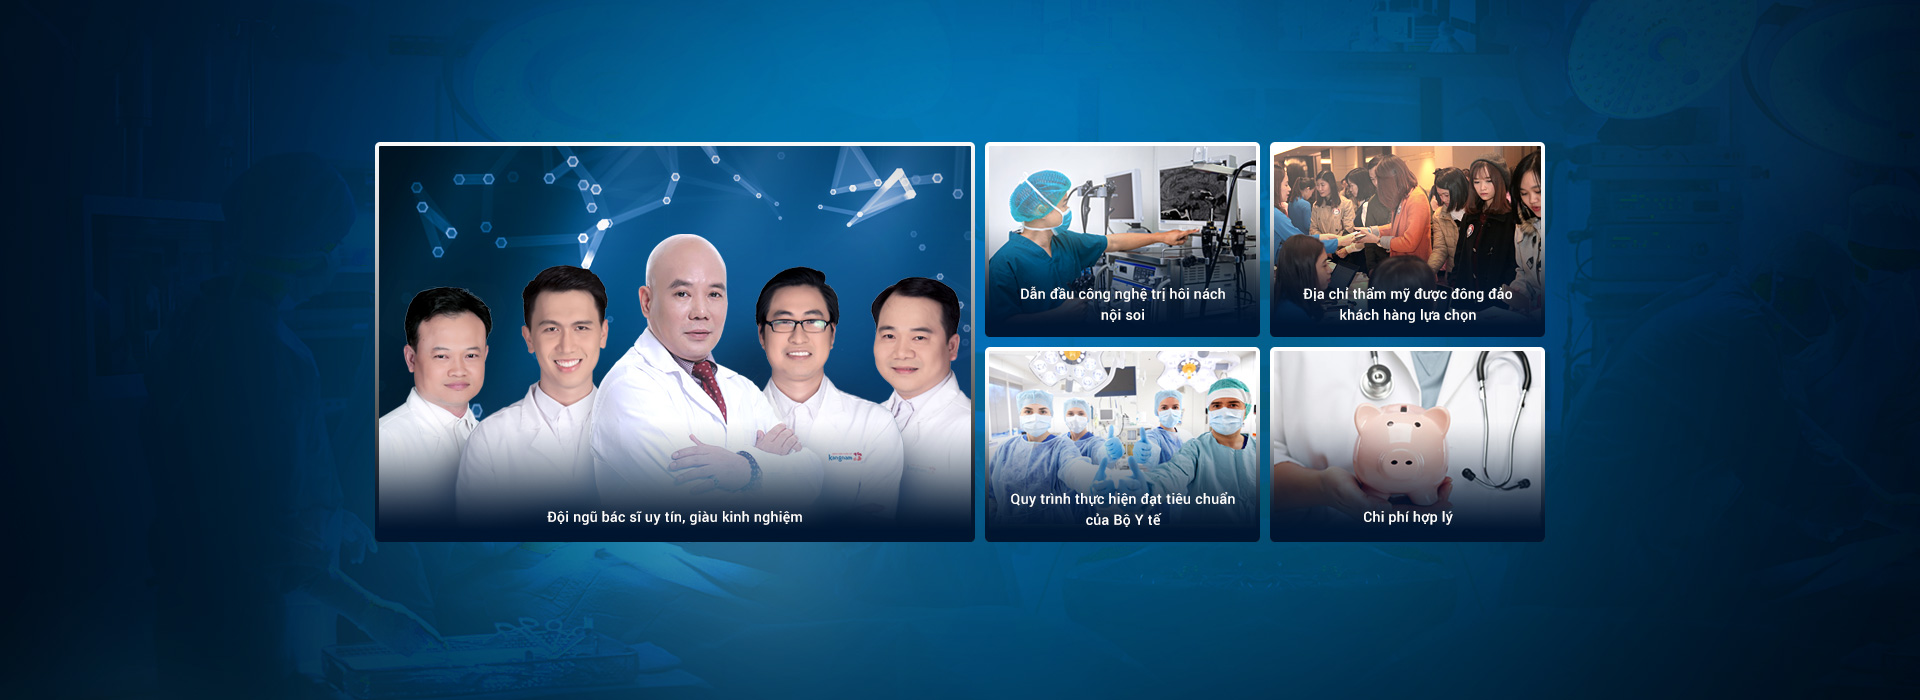 kangnam
Đội ngũ bác sĩ uy tín, giàu kinh nghiệm
Dẫn đầu công nghệ trị hôi nách
nội soi
Địa chỉ thẩm mỹ được đông đảo
khách hàng lựa chọn
Quy trình thực hiện đạt tiêu chuẩn
của Bộ Y tế
Chi phí hợp lý